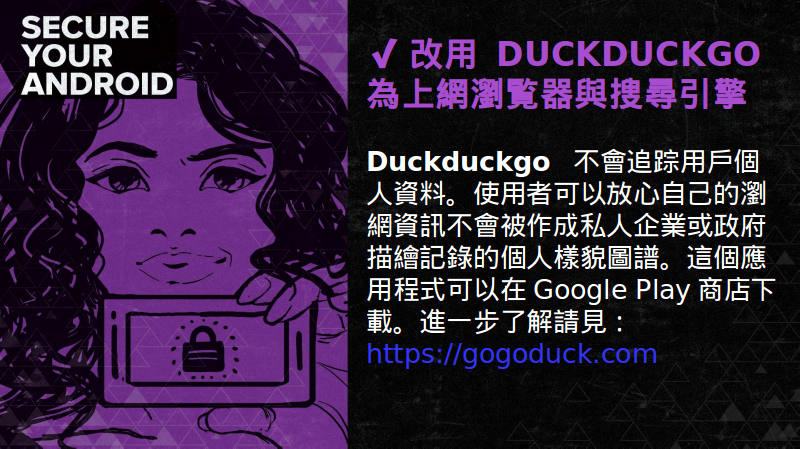 SECURE
YOUR
ANDROID
✓ 改用 DUCKDUCKGO
為上網瀏覧器與搜尋引擎
Duckduckgo 不會追踪用戶個
人資料。使用者可以放心自己的瀏
網資訊不會被作成私人企業或政府
描繪記錄的個人樣貌圖譜。這個應
用程式可以在 Google Play 商店下
載。進一步了解請見：
https://gogoduck.com